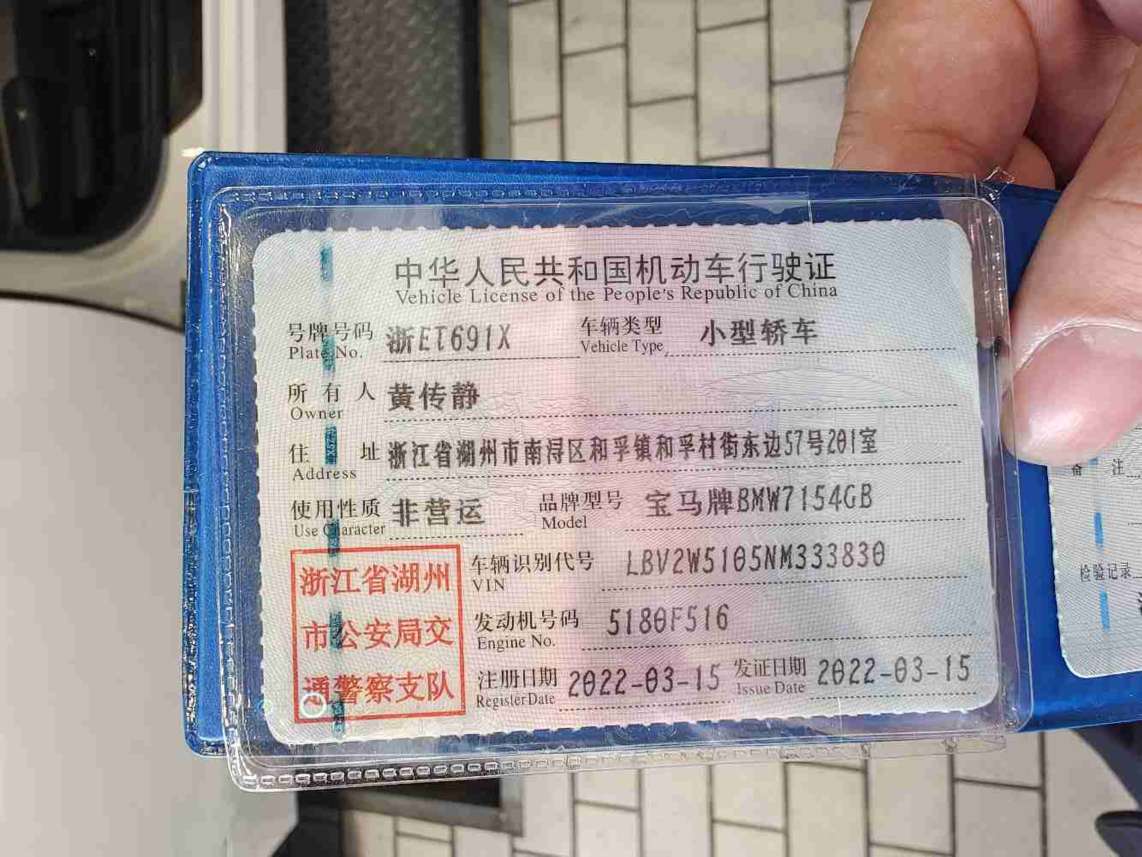 中华人民共和国机动车行驶证
Vehicle License of the People's Republic of China
号牌号码 浙ET691X 车辆类型 小型轿车
Plate No. Vehicle Type
所有人 黄传静
Owner
住址 浙江省湖州市南浔区和孚镇和孚村街东边57号201室
Address
使用性质 非营运 品牌型号 宝马牌BMW7154GB
Use Character Model
浙江省湖州
市公安局交
通警察支队
车辆识别代号 LBV2W5105NM333830
VIN
发动机号码 5180F516
Engine No.
注册日期 2022-03-15 发证日期 2022-03-15
Register Date Issue Date
备 注
检验记录